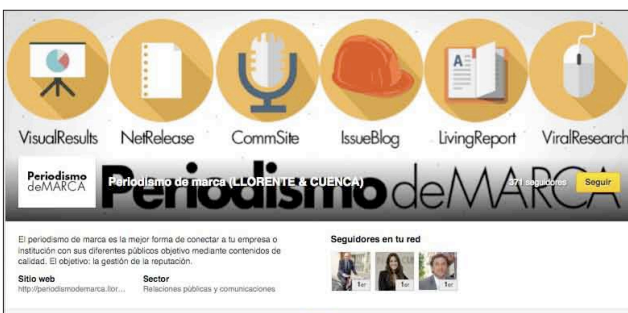 A
VisualResults
NetRelease
CommSite
IssueBlog
LivingReport
ViralResearch
Periodismo
deMARCA
Periodismo de marca (LLORENTE & CUENCA)
371 seguidores
Seguir
Periodismo deMARCA
El periodismo de marca es la mejor forma de conectar a tu empresa o
institución con sus diferentes públicos objetivo mediante contenidos de
calidad. El objetivo: la gestión de la reputación.
Sitio web
http://periodismodemarca.llor...
Sector
Relaciones públicas y comunicaciones
Seguidores en tu red
1er
1er
1er